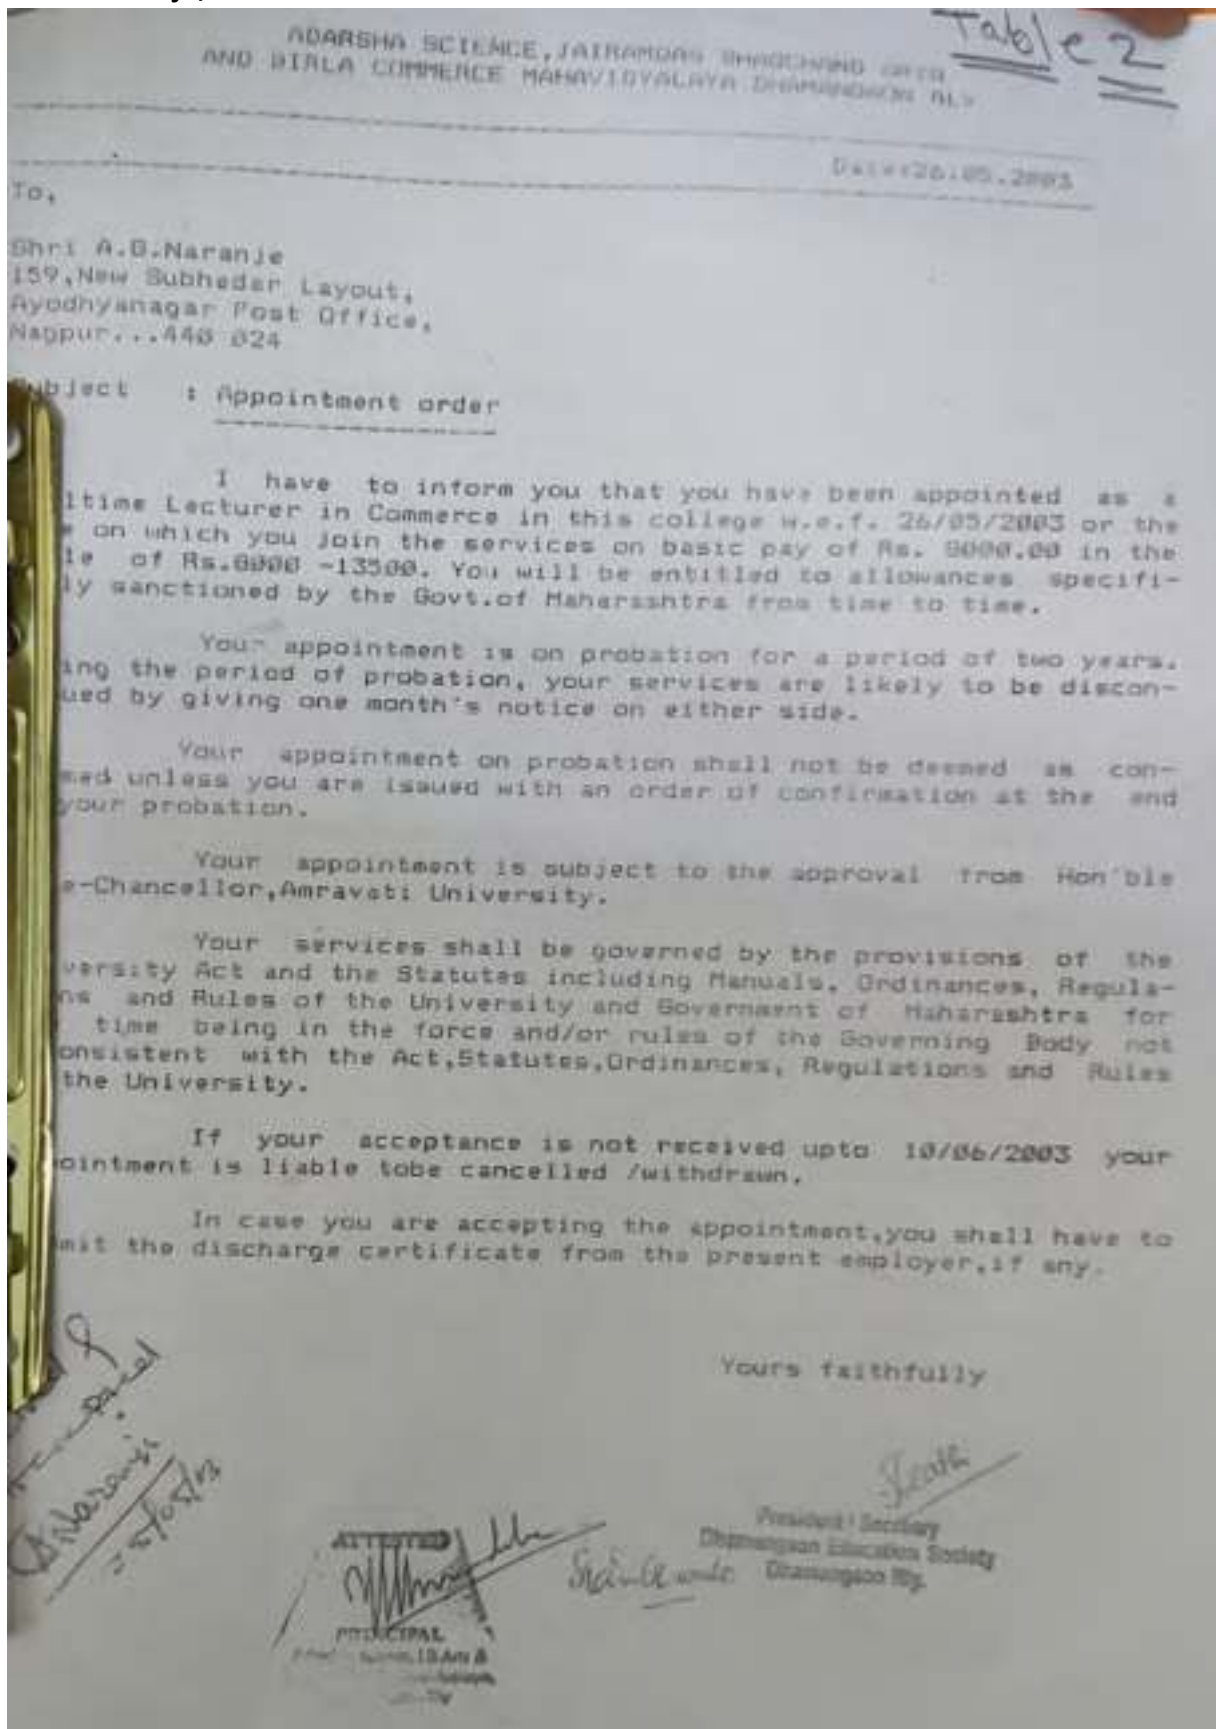 Table 2
ADARSHA SCIENCE,JAIRAMDAS BHAGCHAND ARTS
AND BIRLA COMMERCE MAHAVIDYALAYA DHAMANGAON RLY
Date:26.05.2003
To,
Shri A.B.Naranje
159,New Subhedar Layout,
Ayodhyanagar Post Office,
Nagpur...440 024
ubject : Appointment order
I have to inform you that you have been appointed as a
ltime Lecturer in Commerce in this college w.e.f. 26/05/2003 or the
e on which you join the services on basic pay of Rs. 8000.00 in the
le of Rs.8000 -13500. You will be entitled to allowances specifi-
ly sanctioned by the Govt.of Maharashtra from time to time.
Your appointment is on probation for a period of two years.
ing the period of probation, your services are likely to be discon-
ued by giving one month's notice on either side.
Your appointment on probation shall not be deemed as con-
med unless you are issued with an order of confirmation at the end
your probation.
Your appointment is subject to the approval from Hon'ble
e-Chancellor,Amravati University.
Your services shall be governed by the provisions of the
versity Act and the Statutes including Manuals, Ordinances, Regula-
ns and Rules of the University and Government of Maharashtra for
time being in the force and/or rules of the Governing Body not
onsistent with the Act,Statutes,Ordinances, Regulations and Rules
the University.
If your acceptance is not received upto 10/06/2003 your
ointment is liable tobe cancelled /withdrawn.
In case you are accepting the appointment,you shall have to
mit the discharge certificate from the present employer,if any.
Yours faithfully
President / Secretary
Dhamangaon Education Society
Dhamangaon Rly.
ATTESTED
PRINCIPAL